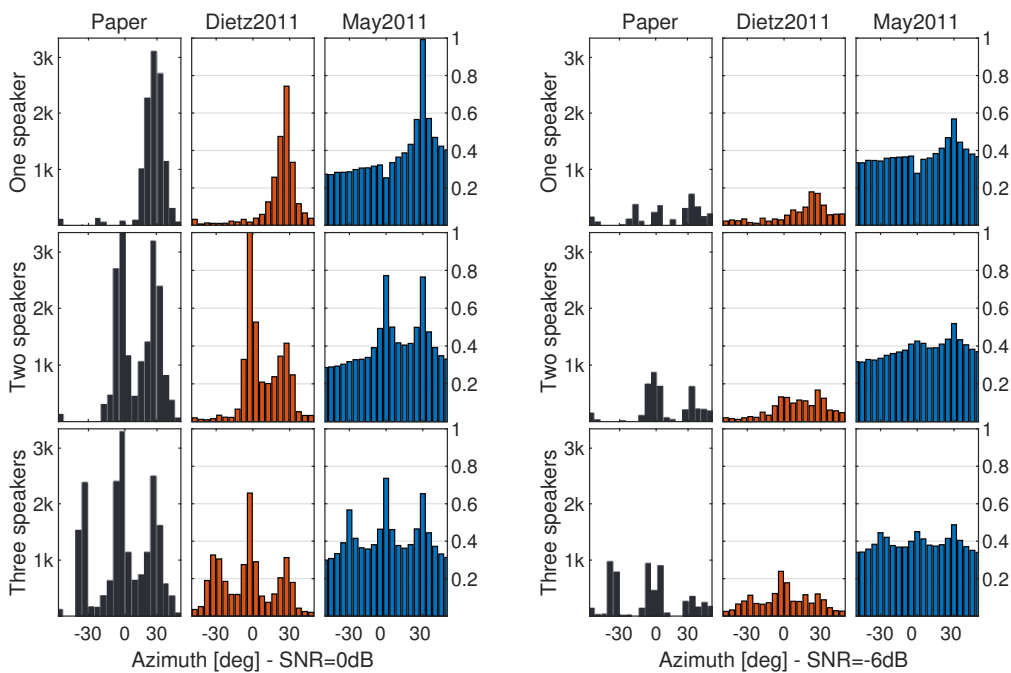 Paper Dietz2011 May2011 Paper Dietz2011 May2011
One speaker 3k 2k 1k 1 0.8 0.6 0.4 0.2 One speaker 3k 2k 1k 1 0.8 0.6 0.4 0.2
Two speakers 3k 2k 1k 1 0.8 0.6 0.4 0.2 Two speakers 3k 2k 1k 1 0.8 0.6 0.4 0.2
Three speakers 3k 2k 1k 1 0.8 0.6 0.4 0.2 Three speakers 3k 2k 1k 1 0.8 0.6 0.4 0.2
-30 0 30 -30 0 30 -30 0 30 -30 0 30 -30 0 30 -30 0 30
Azimuth [deg] - SNR=0dB Azimuth [deg] - SNR=-6dB